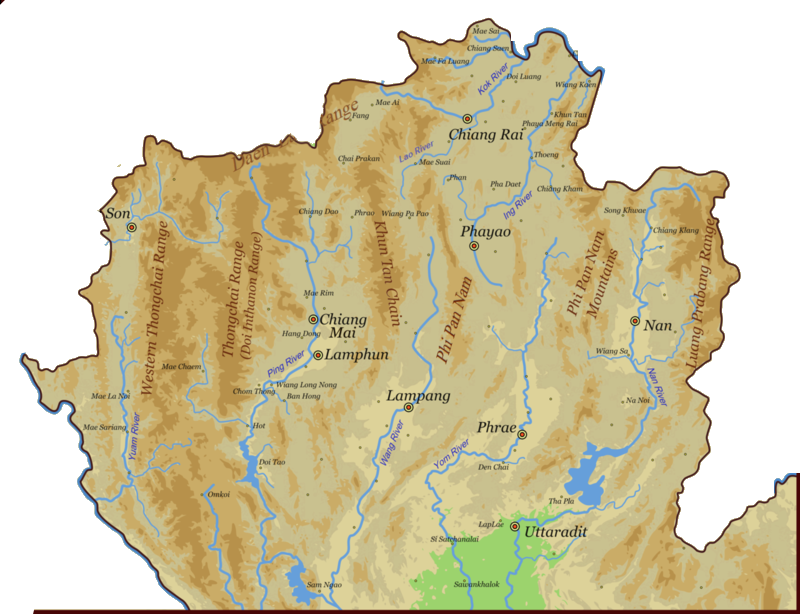 Mae Sai
Chiang Saen
Mae Fa Luang
Doi Luang
Kok River
Wiang Kaen
Mae Ai
Fang
Khun Tan
Phaya Meng Rai
Chiang Rai
Daen Range
Lao River
Chai Prakan
Mae Suai
Thoeng
Phan
Pha Daet
Chiang Kham
Son
Chiang Dao
Phrao
Wiang Pa Pao
Ing River
Song Khwae
Phayao
Chiang Klang
Western Thongchai Range
Thongchai Range
(Doi Inthanon Range)
Khun Tan Chain
Phi Pan Nam
Phi Pan Nam
Mountains
Luang Prabang Range
Mae Rim
Chiang
Mai
Hang Dong
Nan
Lamphun
Wiang Sa
Ping River
Mae Chaem
Chom Thong
Wiang Long Nong
Ban Hong
Mae La Noi
Lampang
Nan River
Na Noi
Mae Sariang
Yuam River
Hot
Wang River
Phrae
Yom River
Doi Tao
Den Chai
Omkoi
Tha Pla
LapLae
Uttaradit
Si Satchanalai
Sam Ngao
Sawankhalok